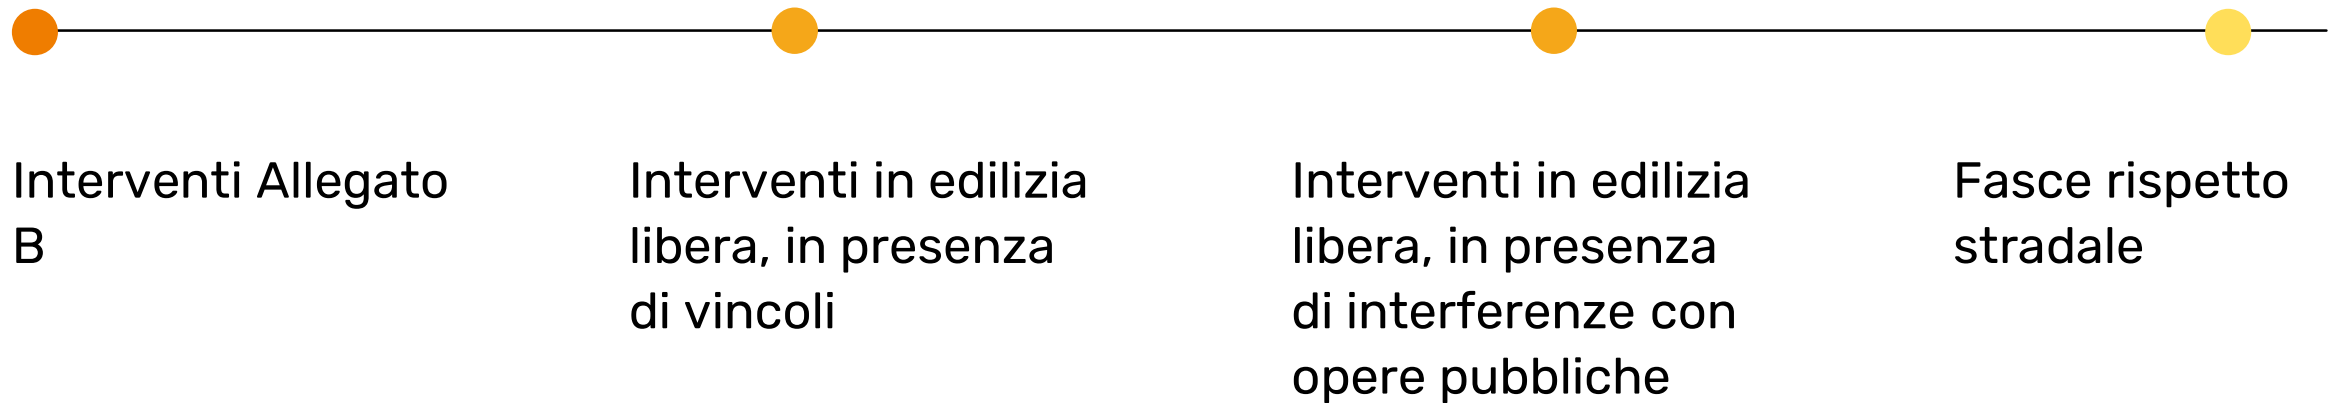 Interventi Allegato
B
Interventi in edilizia
libera, in presenza
di vincoli
Interventi in edilizia
libera, in presenza
di interferenze con
opere pubbliche
Fasce rispetto
stradale